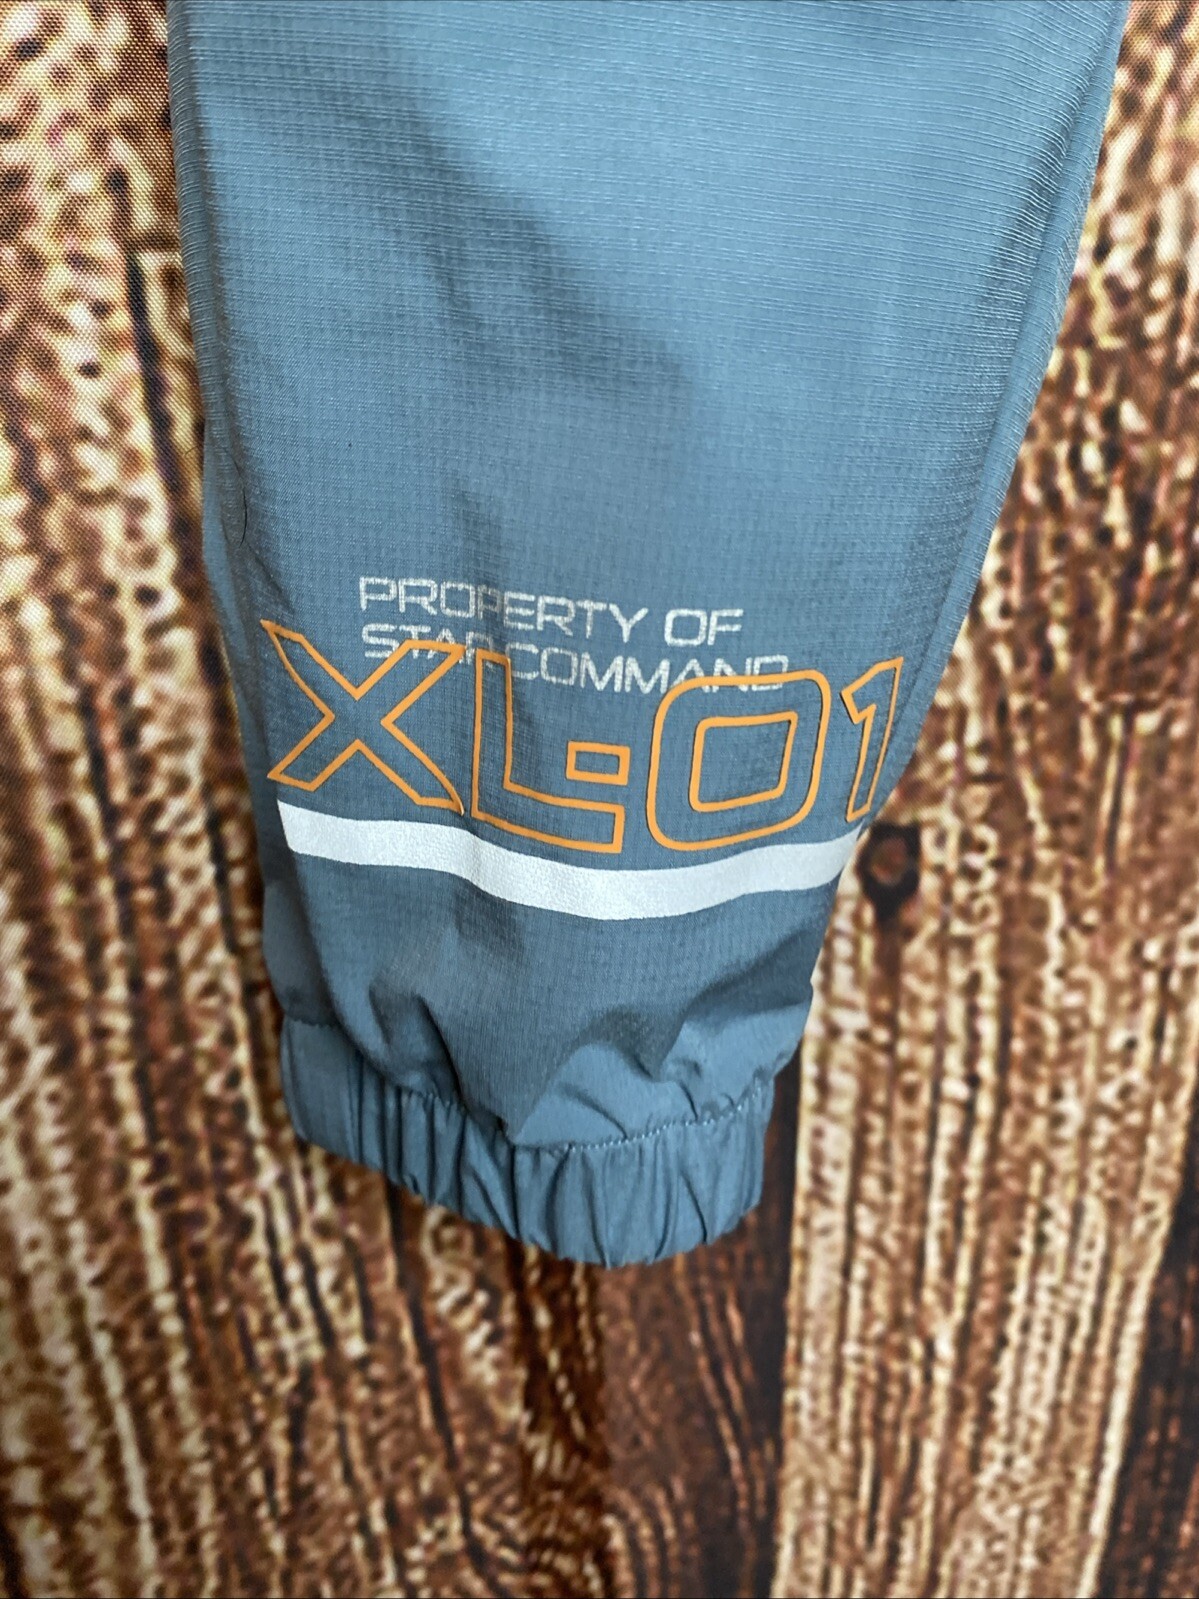 PROPERTY OF
STAR COMMAND
XL-01